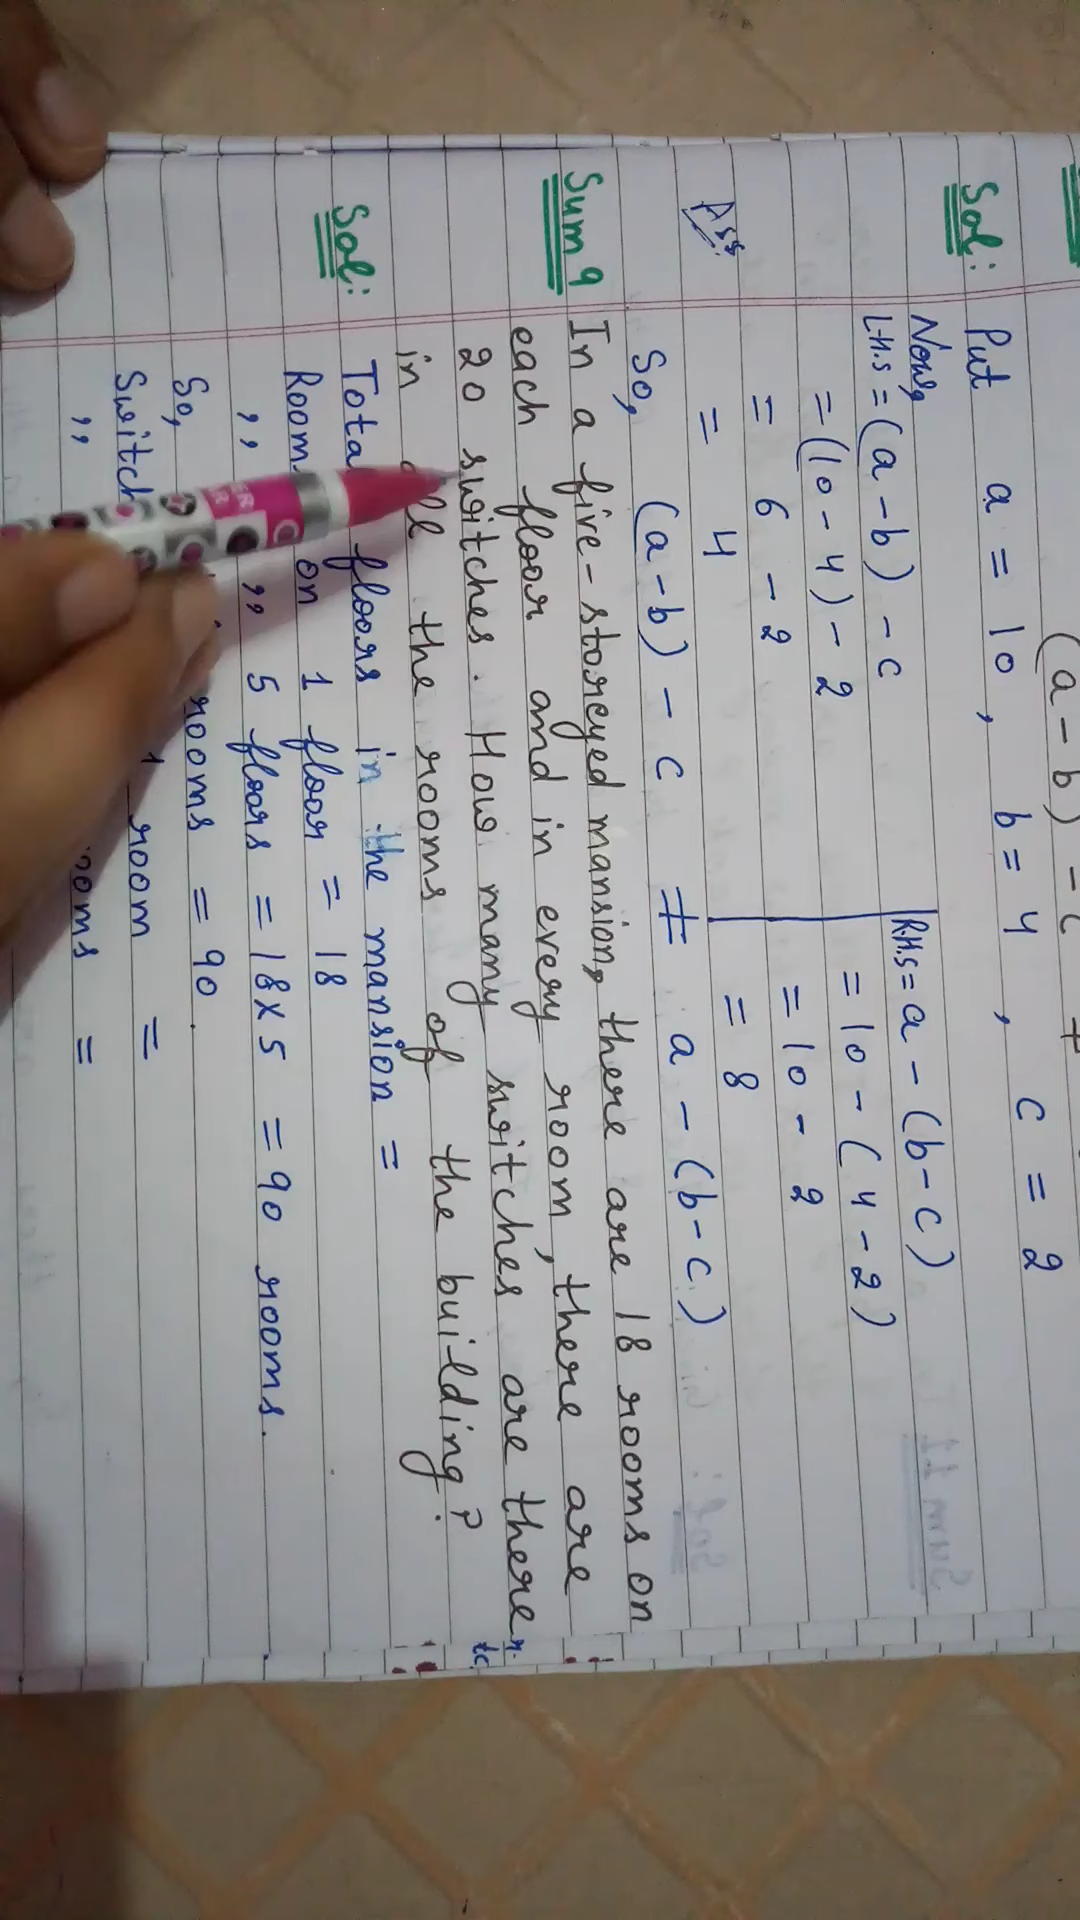 (a-b)-c ≠
Sol:
Put a = 10, b = 4, c = 2
Now,
L.H.S = (a-b) - c R.H.S = a - (b-c)
= (10-4) - 2 = 10 - (4-2)
= 6 - 2 = 10 - 2
= 4 = 8
So, (a-b) - c ≠ a - (b-c)
Sum 9 In a five-storeyed mansion, there are 18 rooms on
each floor and in every room, there are
20 switches. How many switches are there
in all the rooms of the building?
Sol: Total floors in the mansion =
Room on 1 floor = 18
,, ,, 5 floors = 18×5 = 90 rooms.
So, rooms = 90
Switch 1 room =
,, rooms =